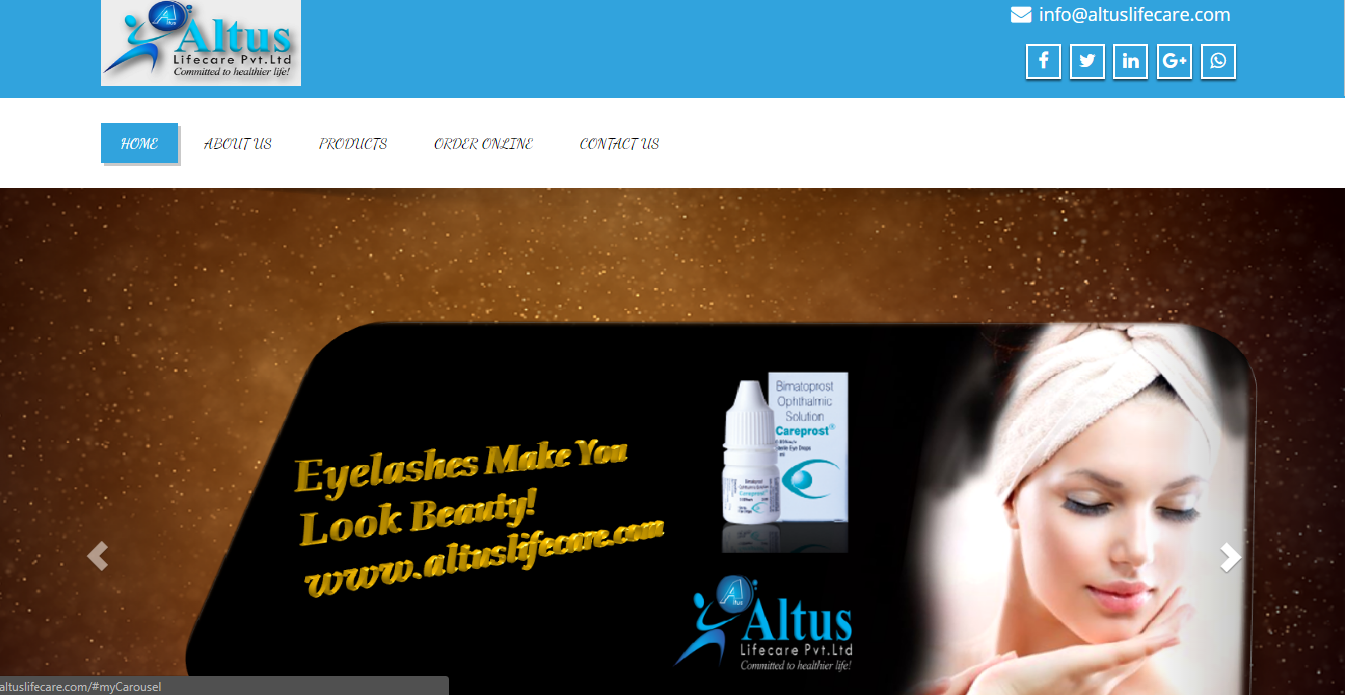 Altus
Lifecare Pvt.Ltd
Committed to healthier life!
info@altuslifecare.com
HOME
ABOUT US
PRODUCTS
ORDER ONLINE
CONTACT US
Eyelashes Make You
Look Beauty!
www.altuslifecare.com
Bimatoprost
Ophthalmic
Solution
Careprost®
Careprost
Altus
Lifecare Pvt.Ltd
Committed to healthier life!
altuslifecare.com/#myCarousel